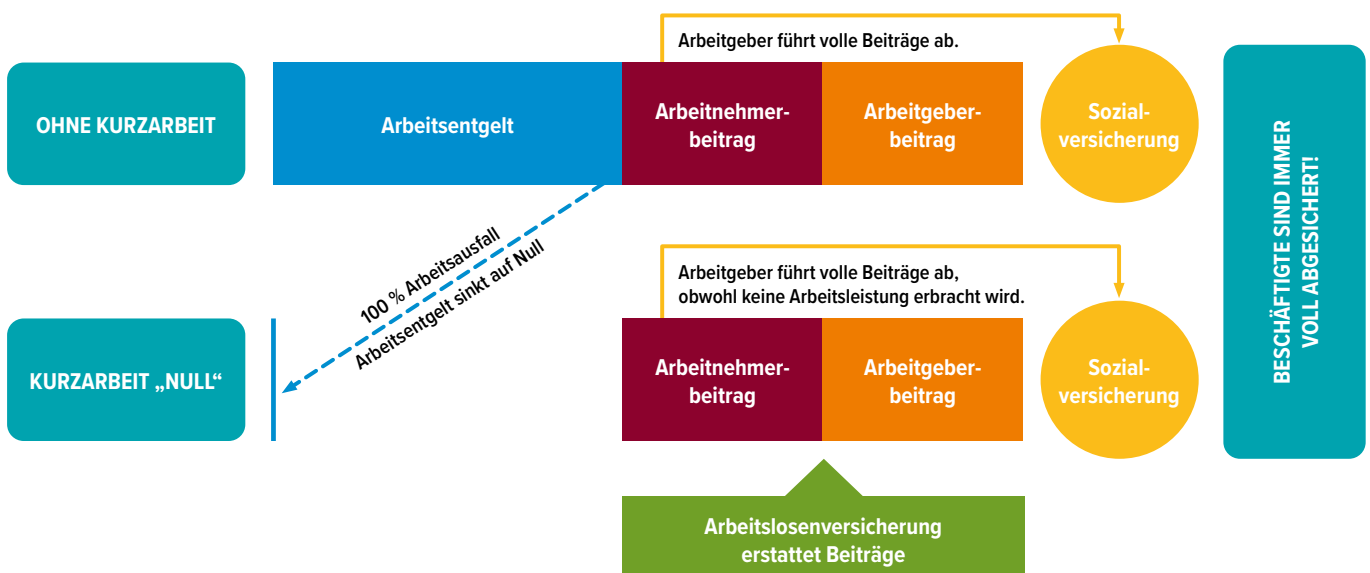 Arbeitgeber führt volle Beiträge ab.
OHNE KURZARBEIT
Arbeitsentgelt
Arbeitnehmer-
beitrag
Arbeitgeber-
beitrag
Sozial-
versicherung
100 % Arbeitsausfall
Arbeitsentgelt sinkt auf Null
Arbeitgeber führt volle Beiträge ab,
obwohl keine Arbeitsleistung erbracht wird.
KURZARBEIT „NULL“
Arbeitnehmer-
beitrag
Arbeitgeber-
beitrag
Sozial-
versicherung
Arbeitslosenversicherung
erstattet Beiträge
BESCHÄFTIGTE SIND IMMER
VOLL ABGESICHERT!